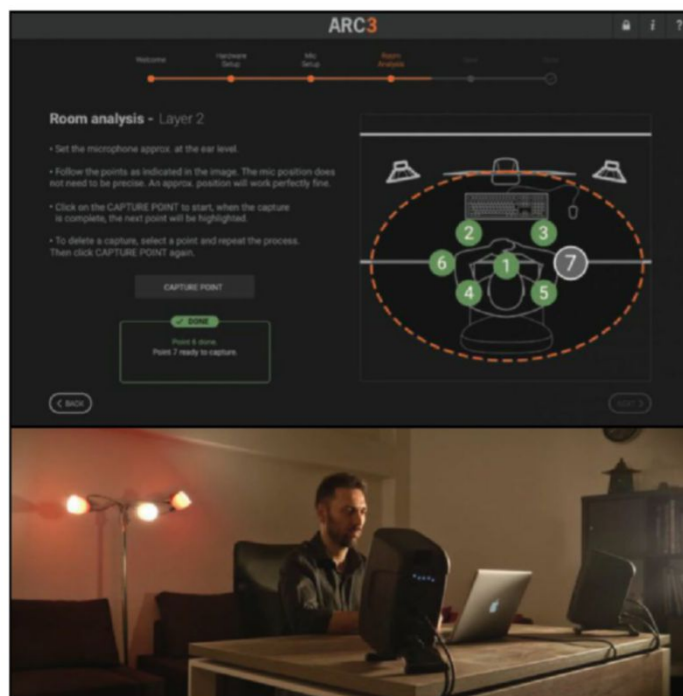 ARC3
i ?
Welcome
Hardware
Setup
Mic
Setup
Room
Analysis
Room analysis - Layer 2
• Set the microphone approx. at the ear level.
• Follow the points as indicated in the image. The mic position does
not need to be precise. An approx. position will work perfectly fine.
• Click on the CAPTURE POINT to start, when the capture
is complete, the next point will be highlighted.
• To delete a capture, select a point and repeat the process.
Then click CAPTURE POINT again.
CAPTURE POINT
DONE
Point 6 done.
Point 7 ready to capture.
2 3
6 1 7
4 5
< BACK
NEXT >